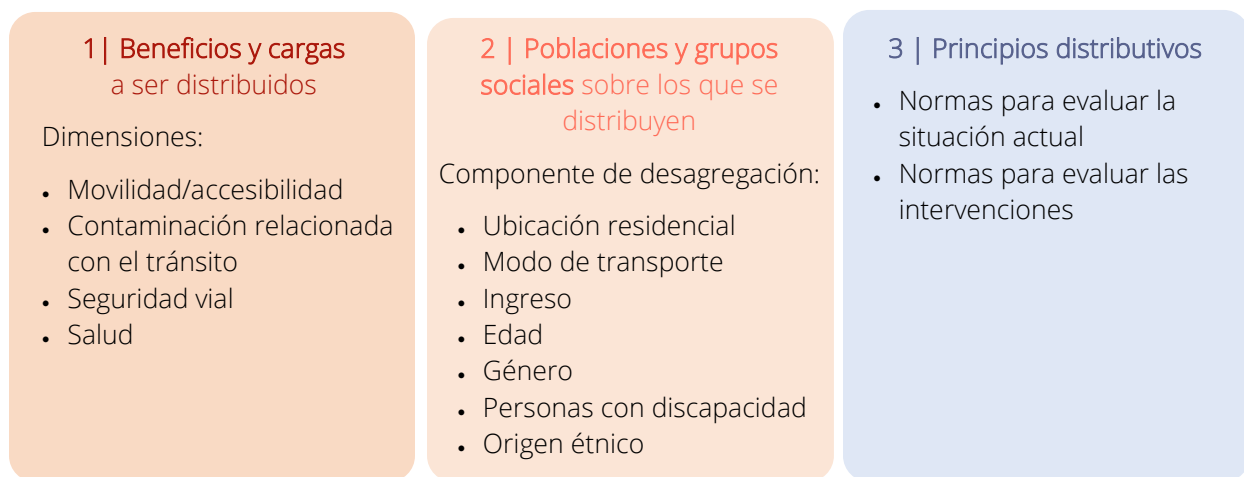 1| Beneficios y cargas
a ser distribuidos
Dimensiones:
• Movilidad/accesibilidad
• Contaminación relacionada
con el tránsito
• Seguridad vial
• Salud
2 | Poblaciones y grupos
sociales sobre los que se
distribuyen
Componente de desagregación:
• Ubicación residencial
• Modo de transporte
• Ingreso
• Edad
• Género
• Personas con discapacidad
• Origen étnico
3 | Principios distributivos
• Normas para evaluar la
situación actual
• Normas para evaluar las
intervenciones